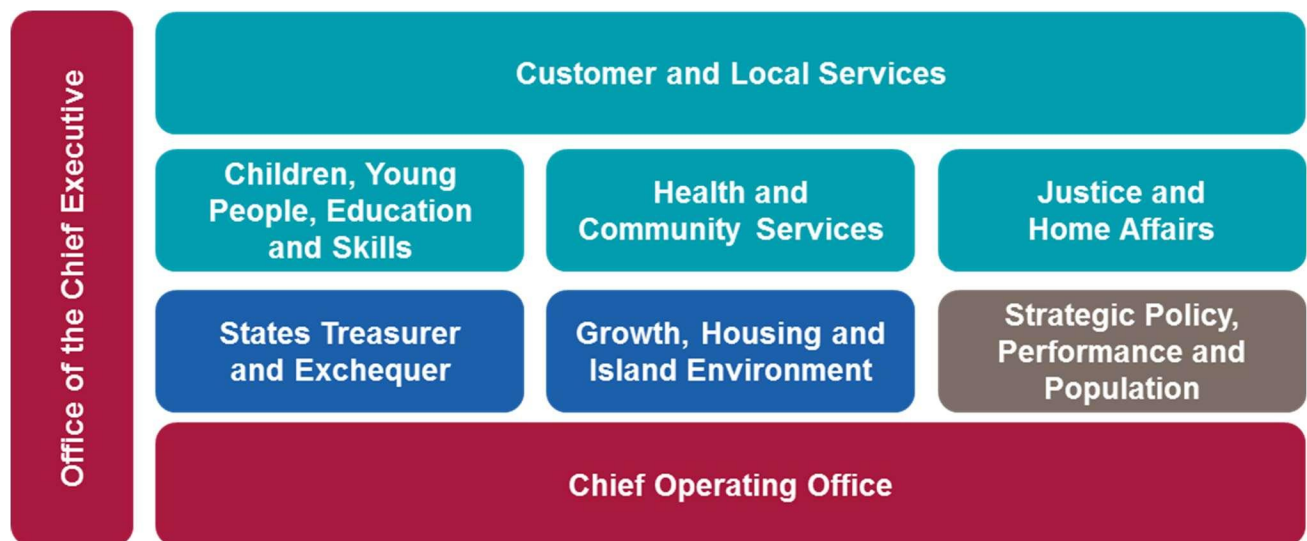 Office of the Chief Executive
Customer and Local Services
Children, Young
People, Education
and Skills
Health and
Community Services
Justice and
Home Affairs
States Treasurer
and Exchequer
Growth, Housing and
Island Environment
Strategic Policy,
Performance and
Population
Chief Operating Office